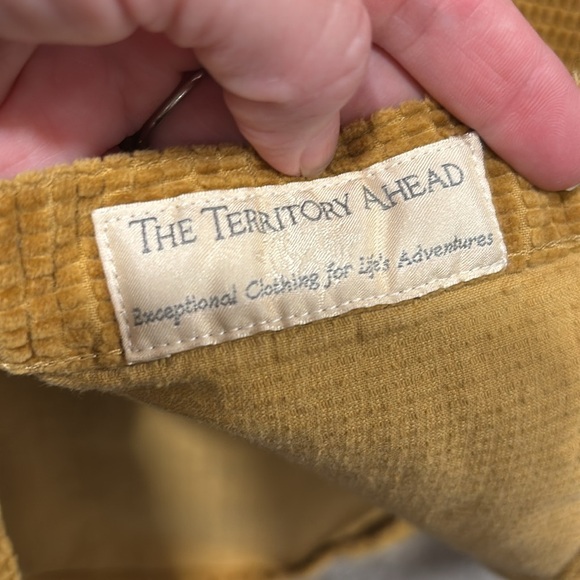 THE TERRITORY AHEAD
Exceptional Clothing for Life's Adventures